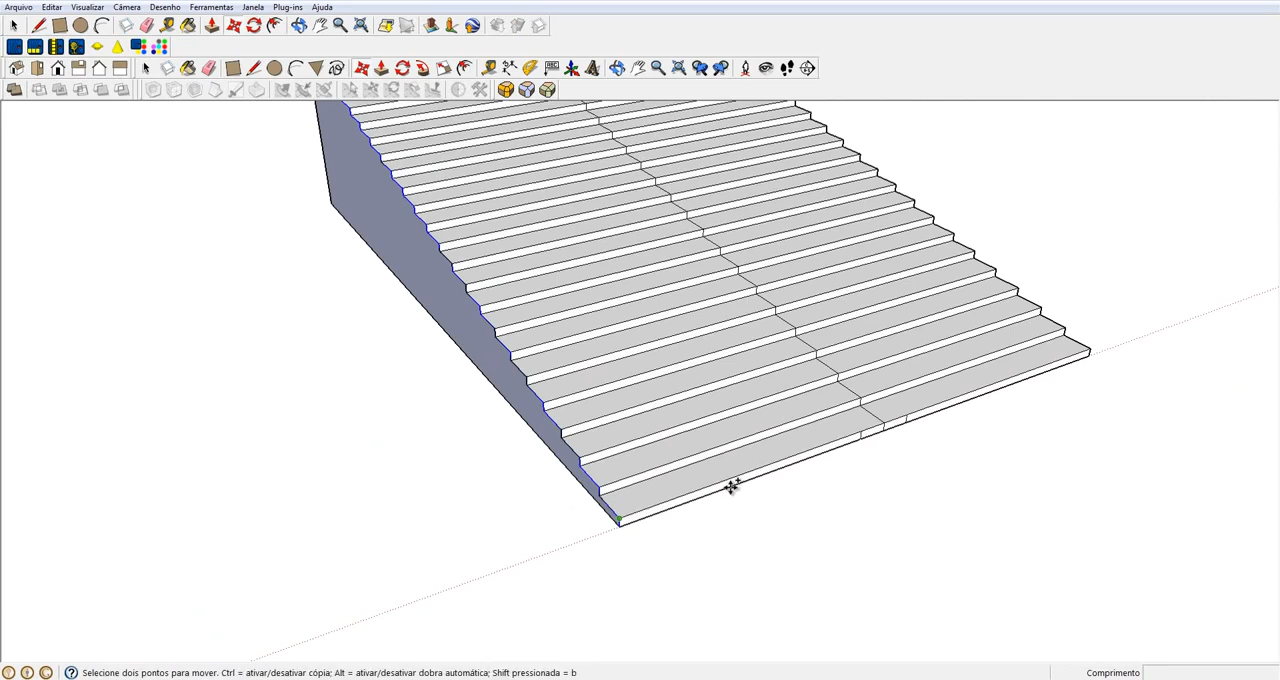 Arquivo Editar Visualizar Câmera Desenho Ferramentas Janela Plug-ins Ajuda
Selecione dois pontos para mover. Ctrl = ativar/desativar cópia; Alt = ativar/desativar dobra automática; Shift pressionada = b
Comprimento